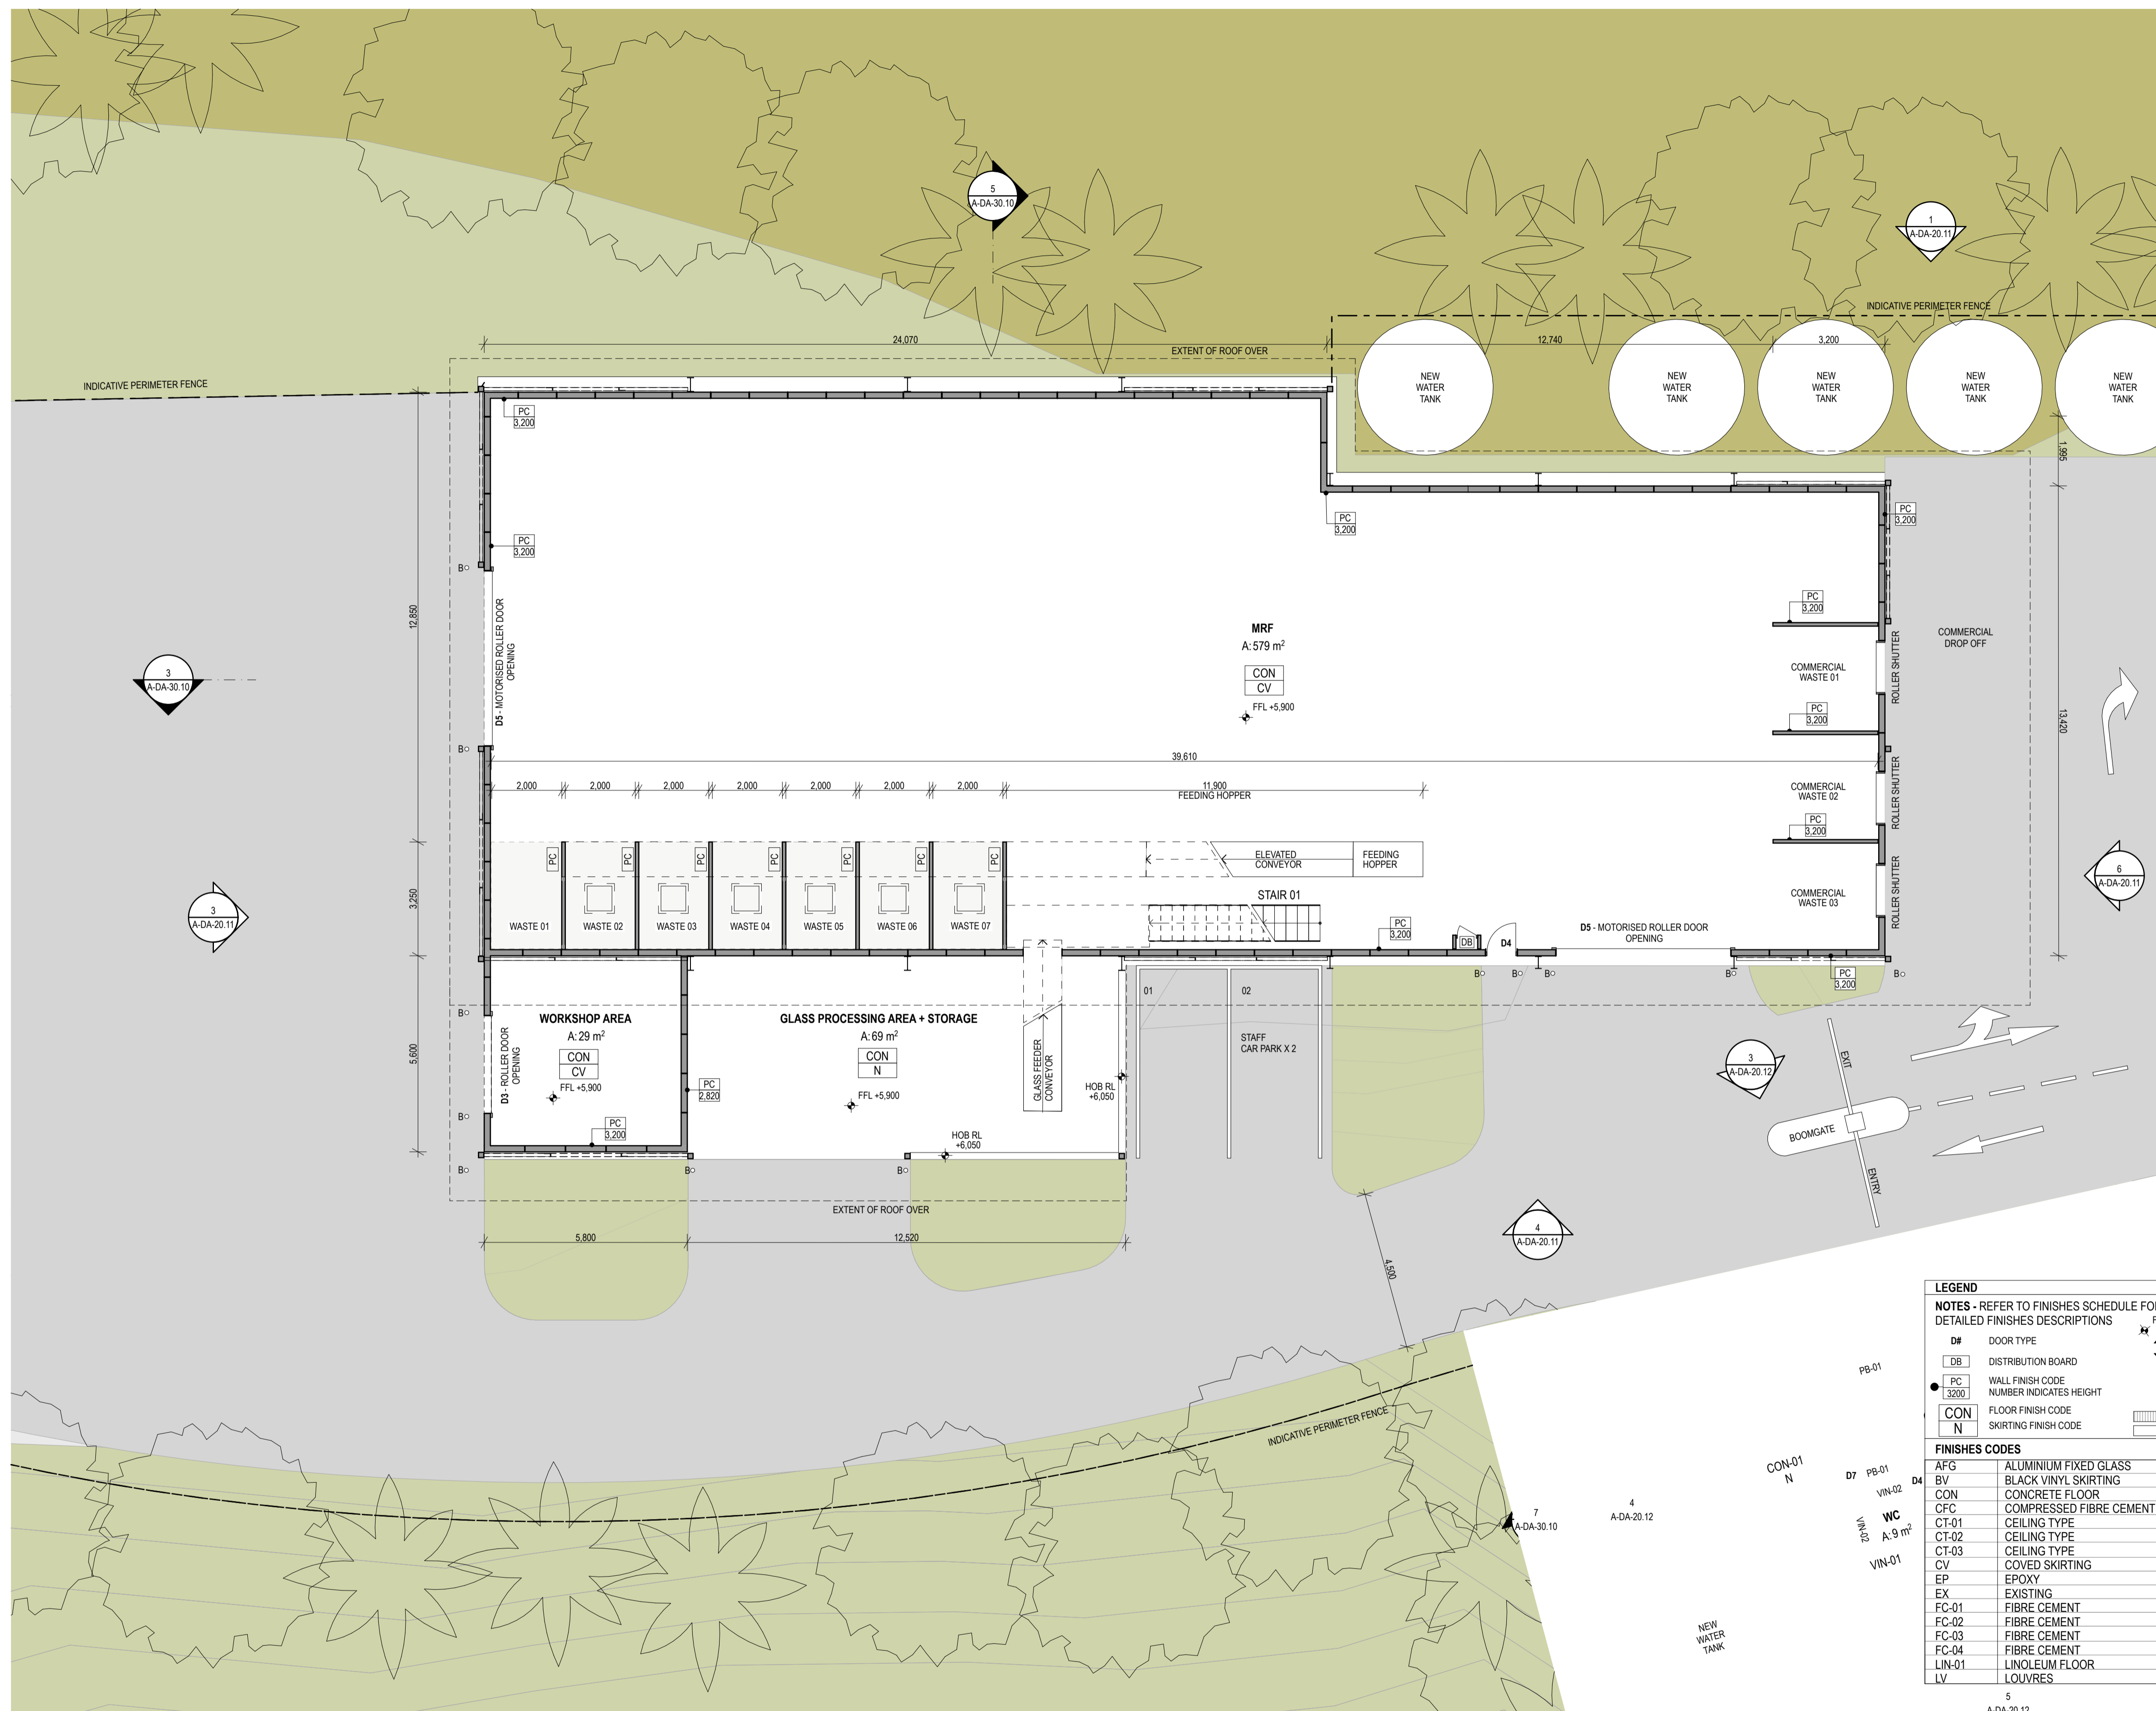 5
A-DA-30.10
1
A-DA-20.11
INDICATIVE PERIMETER FENCE
24,070
12,740
3,200
EXTENT OF ROOF OVER
INDICATIVE PERIMETER FENCE
NEW
WATER
TANK
NEW
WATER
TANK
NEW
WATER
TANK
NEW
WATER
TANK
NEW
WATER
TANK
PC
3,200
1,995
PC
3,200
PC
3,200
PC
3,200
B
12,850
D5 - MOTORISED ROLLER DOOR
OPENING
MRF
A: 579 m²
CON
CV
FFL +5,900
PC
3,200
COMMERCIAL
DROP OFF
COMMERCIAL
WASTE 01
ROLLER SHUTTER
3
A-DA-30.10
PC
3,200
13,420
B
39,610
2,000
2,000
2,000
2,000
2,000
2,000
2,000
11,900
FEEDING HOPPER
COMMERCIAL
WASTE 02
ROLLER SHUTTER
PC
3,200
PC
PC
PC
PC
PC
PC
PC
ELEVATED
CONVEYOR
FEEDING
HOPPER
6
A-DA-20.11
3,250
3
A-DA-20.11
STAIR 01
COMMERCIAL
WASTE 03
ROLLER SHUTTER
WASTE 01
WASTE 02
WASTE 03
WASTE 04
WASTE 05
WASTE 06
WASTE 07
PC
3,200
DB
D4
D5 - MOTORISED ROLLER DOOR
OPENING
B
B
B
B
PC
3,200
B
01
02
B
WORKSHOP AREA
A: 29 m²
CON
CV
FFL +5,900
GLASS PROCESSING AREA + STORAGE
A: 69 m²
CON
N
FFL +5,900
STAFF
CAR PARK X 2
5,600
D3 - ROLLER DOOR
OPENING
PC
2,820
GLASS FEEDER
CONVEYOR
HOB RL
+6,050
EXIT
3
A-DA-20.12
B
PC
3,200
HOB RL
+6,050
BOOMGATE
ENTRY
B
B
B
EXTENT OF ROOF OVER
5,800
12,520
4
A-DA-20.11
4,500
INDICATIVE PERIMETER FENCE
PB-01
CON-01
N
D7
PB-01
D4
VIN-02
VIN-02
WC
A: 9 m²
VIN-01
7
A-DA-30.10
4
A-DA-20.12
NEW
WATER
TANK
LEGEND
NOTES - REFER TO FINISHES SCHEDULE FO
DETAILED FINISHES DESCRIPTIONS
D# DOOR TYPE
DB DISTRIBUTION BOARD
PC WALL FINISH CODE
3200 NUMBER INDICATES HEIGHT
CON FLOOR FINISH CODE
N SKIRTING FINISH CODE
FINISHES CODES
AFG ALUMINIUM FIXED GLASS
BV BLACK VINYL SKIRTING
CON CONCRETE FLOOR
CFC COMPRESSED FIBRE CEMENT
CT-01 CEILING TYPE
CT-02 CEILING TYPE
CT-03 CEILING TYPE
CV COVED SKIRTING
EP EPOXY
EX EXISTING
FC-01 FIBRE CEMENT
FC-02 FIBRE CEMENT
FC-03 FIBRE CEMENT
FC-04 FIBRE CEMENT
LIN-01 LINOLEUM FLOOR
LV LOUVRES
5
A-DA-20.12